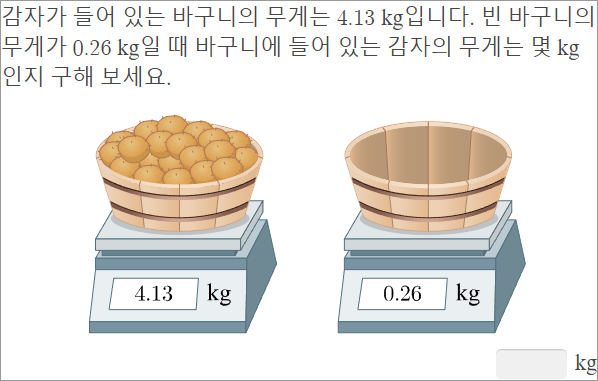 감자가 들어 있는 바구니의 무게는 4.13 kg입니다. 빈 바구니의
무게가 0.26 kg일 때 바구니에 들어 있는 감자의 무게는 몇 kg
인지 구해 보세요.
4.13 kg
0.26 kg
kg